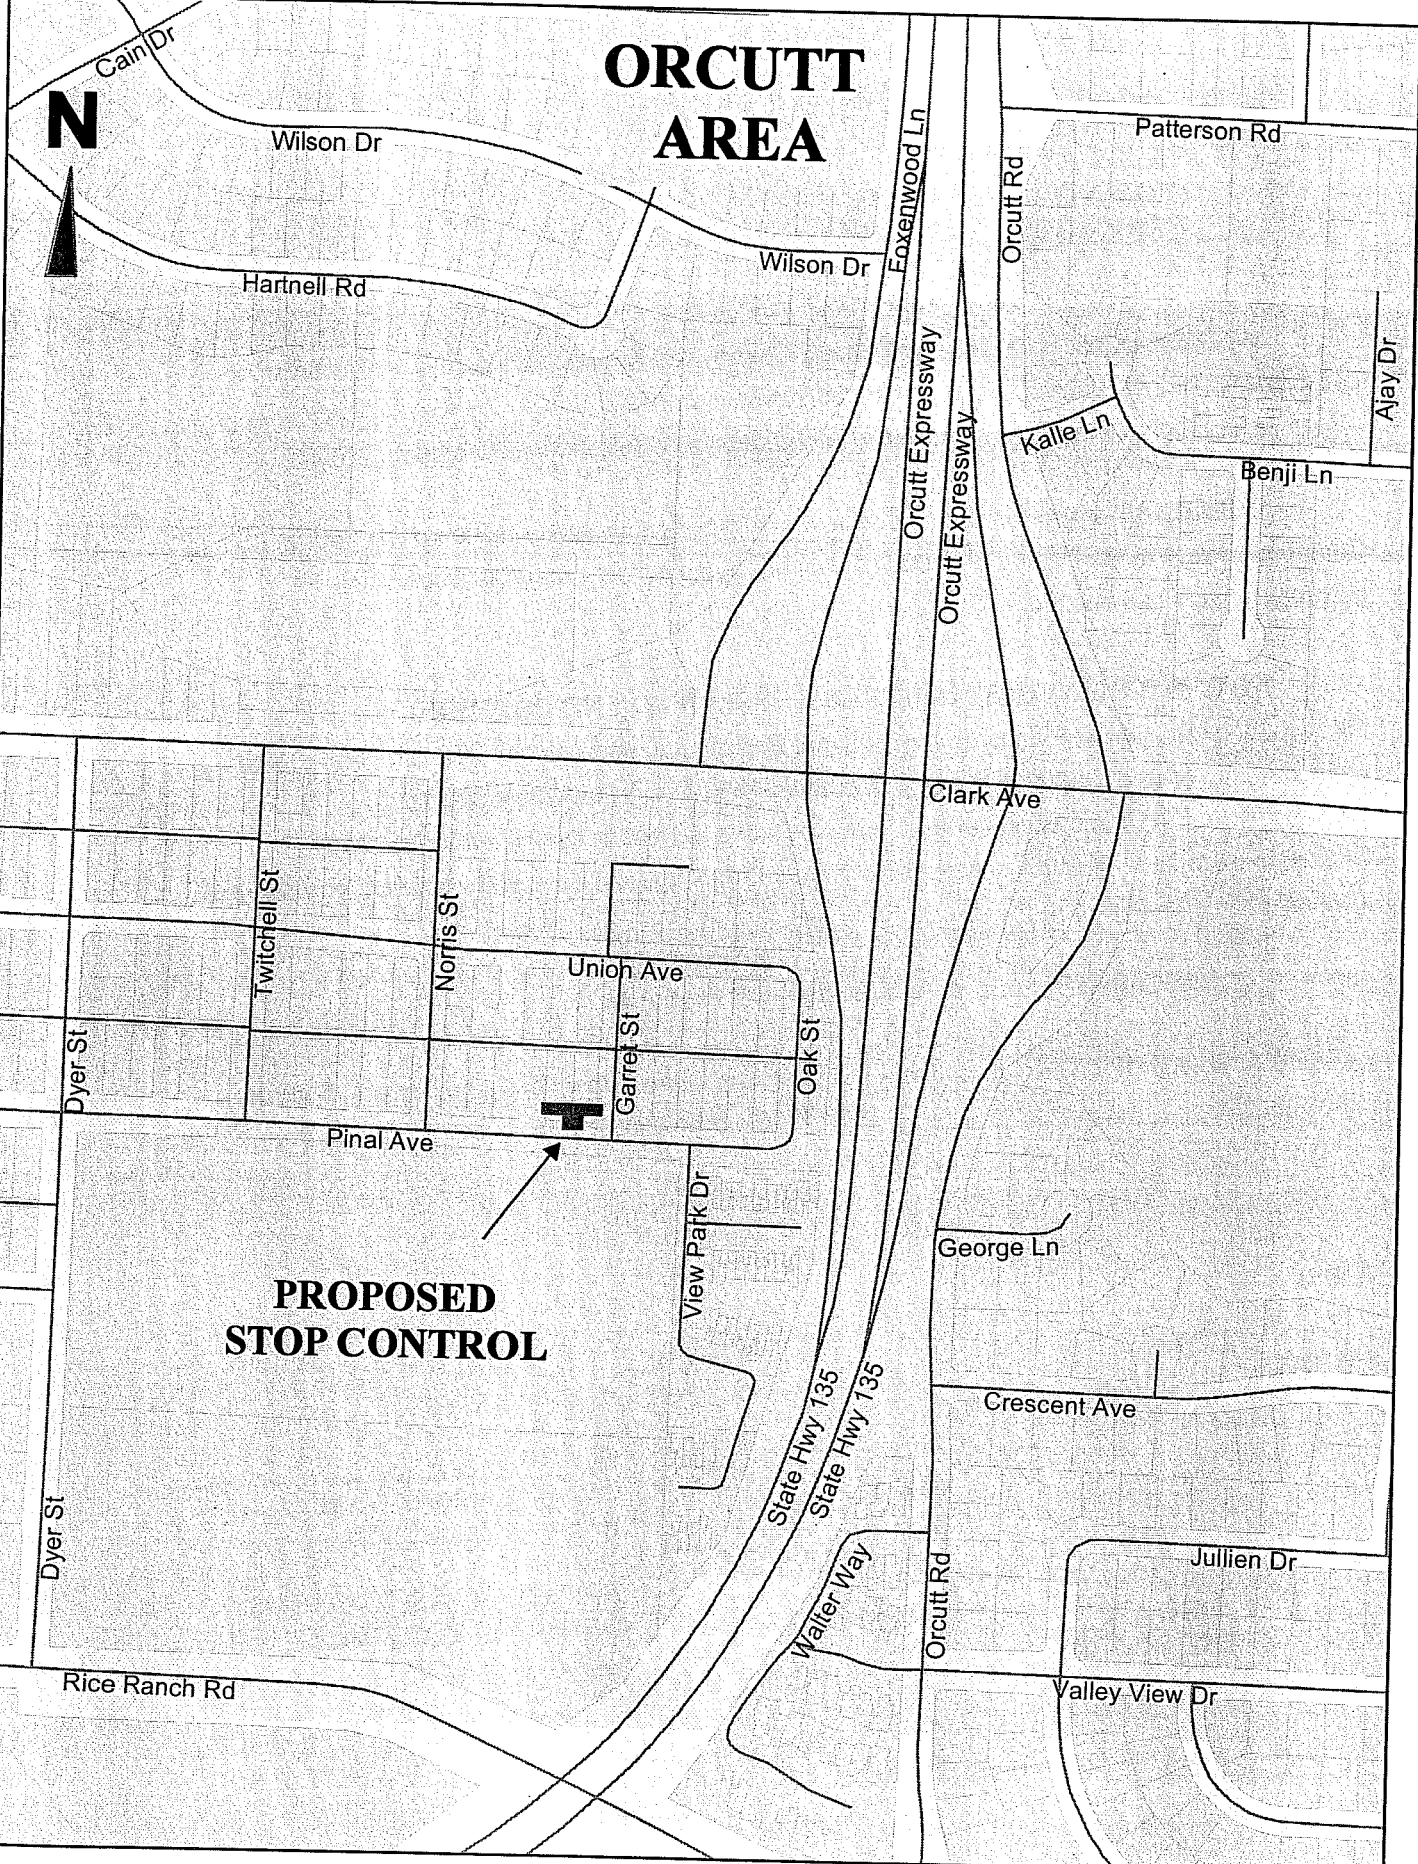 ORCUTT
AREA
Cain Dr
N
Wilson Dr
Hartnell Rd
Wilson Dr
Foxenwood Ln
Orcutt Rd
Patterson Rd
Orcutt Expressway
Orcutt Expressway
Kalle Ln
Ajay Dr
Benji Ln
Clark Ave
Twitchell St
Norris St
Union Ave
Dyer St
Garret St
Oak St
Pinal Ave
View Park Dr
George Ln
PROPOSED
STOP CONTROL
State Hwy 135
State Hwy 135
Crescent Ave
Dyer St
Walter Way
Orcutt Rd
Jullien Dr
Rice Ranch Rd
Valley View Dr